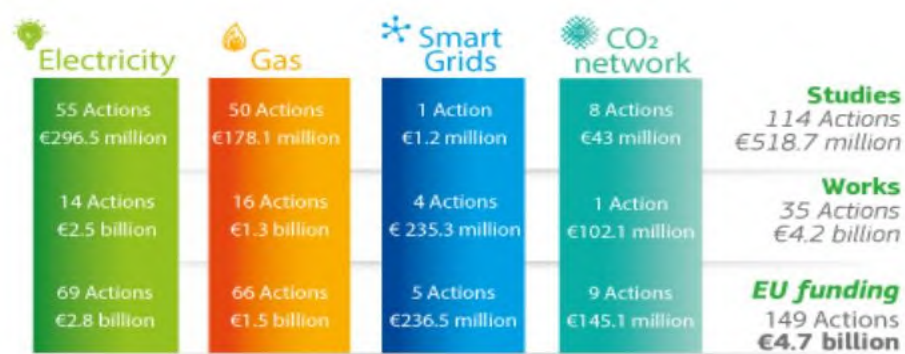 Electricity
Gas
Smart
Grids
CO₂
network
55 Actions
€296.5 million
50 Actions
€178.1 million
1 Action
€1.2 million
8 Actions
€43 million
Studies
114 Actions
€518.7 million
14 Actions
€2.5 billion
16 Actions
€1.3 billion
4 Actions
€ 235.3 million
1 Action
€102.1 million
Works
35 Actions
€4.2 billion
69 Actions
€2.8 billion
66 Actions
€1.5 billion
5 Actions
€236.5 million
9 Actions
€145.1 million
EU funding
149 Actions
€4.7 billion